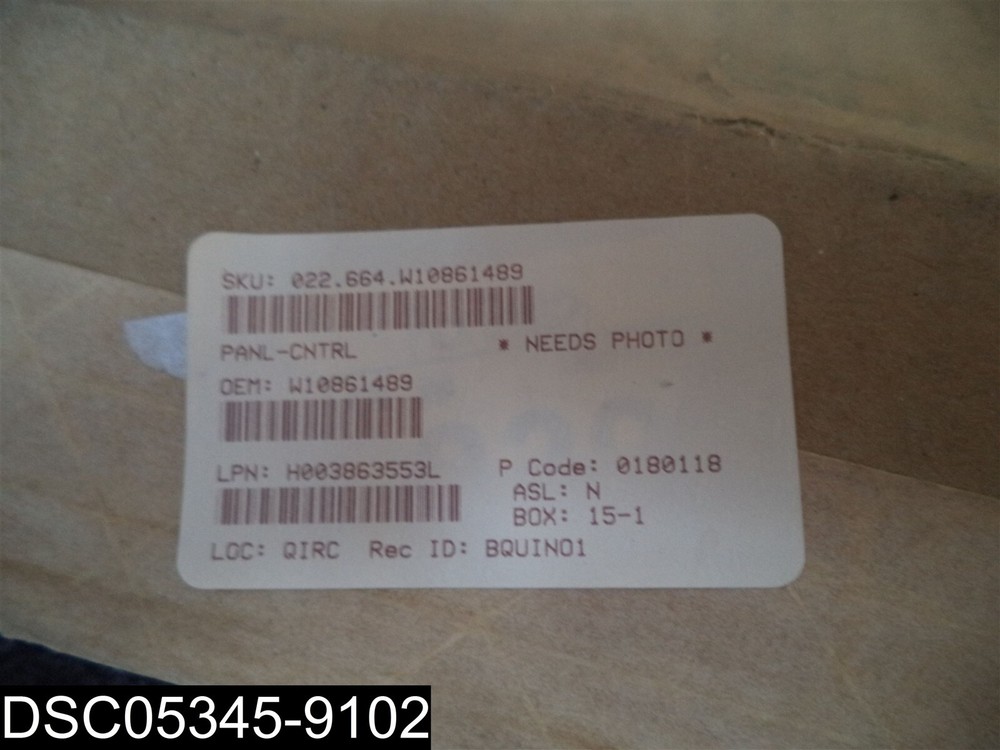 SKU: 022.664.W10861489
PANL-CNTRL * NEEDS PHOTO *
OEM: W10861489
LPN: H003863553L P Code: 0180118
ASL: N
BOX: 15-1
LOC: QIRC Rec ID: BQUINO1
DSC05345-9102